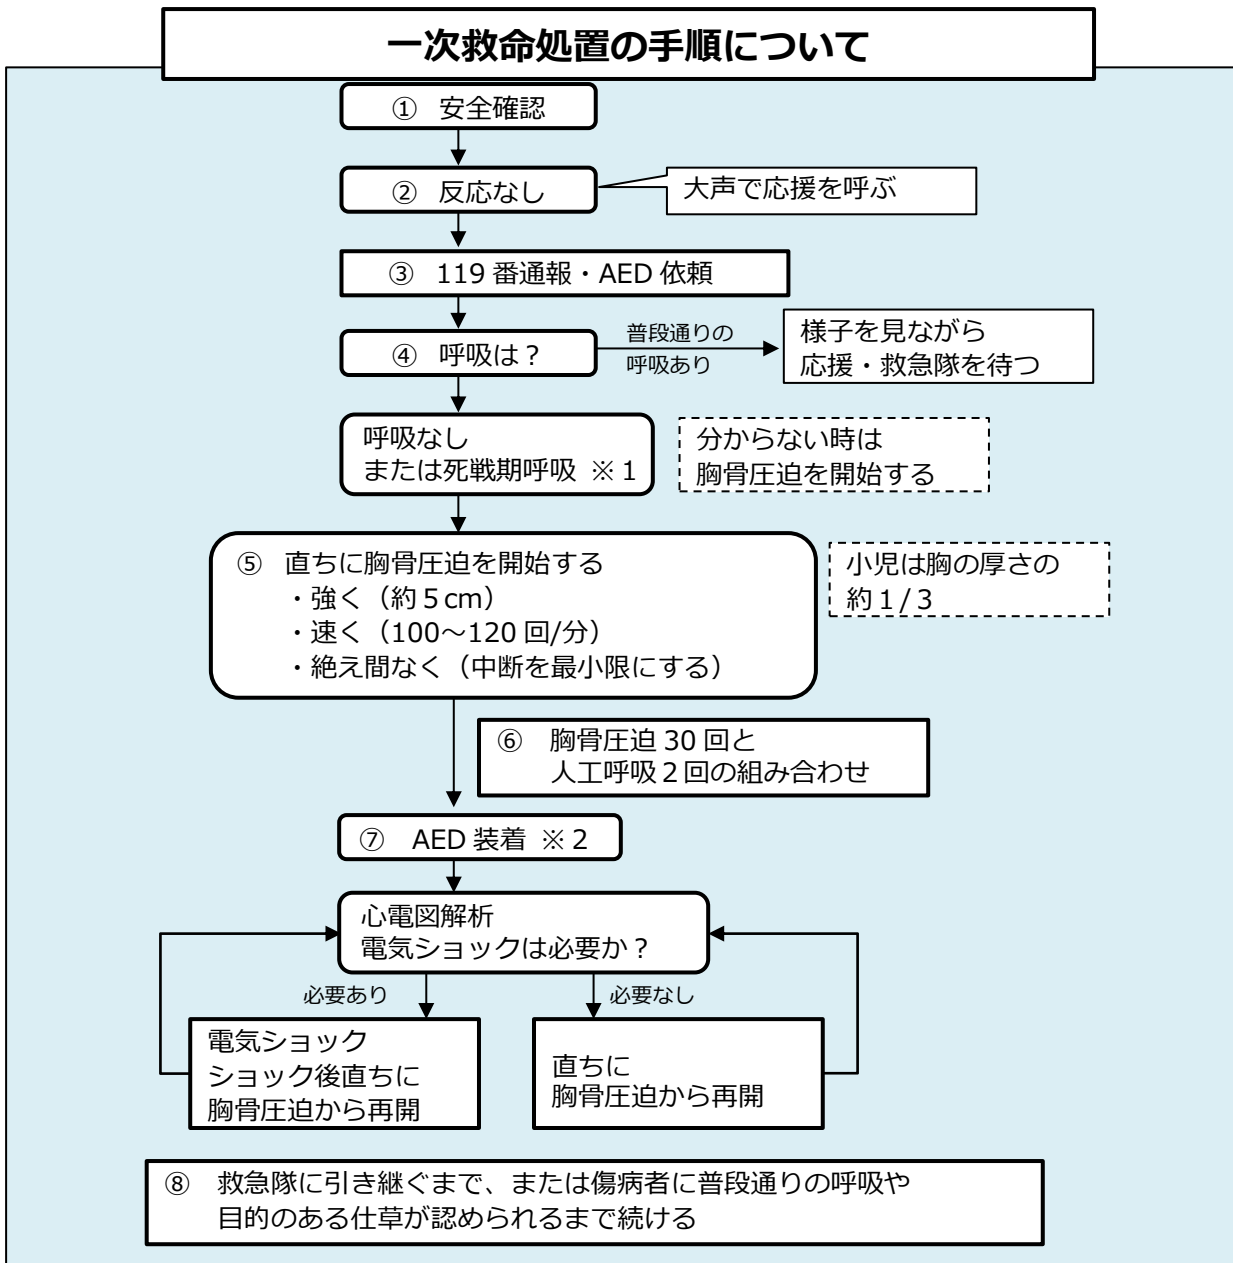 一次救命処置の手順について
① 安全確認
② 反応なし
大声で応援を呼ぶ
③ 119 番通報・AED 依頼
④ 呼吸は？
普段通りの
呼吸あり
様子を見ながら
応援・救急隊を待つ
呼吸なし
または死戦期呼吸 ※１
分からない時は
胸骨圧迫を開始する
⑤ 直ちに胸骨圧迫を開始する
・強く（約５cm）
・速く（100～120 回/分）
・絶え間なく（中断を最小限にする）
小児は胸の厚さの
約１/３
⑥ 胸骨圧迫 30 回と
人工呼吸２回の組み合わせ
⑦ AED 装着 ※２
心電図解析
電気ショックは必要か？
必要あり
必要なし
電気ショック
ショック後直ちに
胸骨圧迫から再開
直ちに
胸骨圧迫から再開
⑧ 救急隊に引き継ぐまで、または傷病者に普段通りの呼吸や
目的のある仕草が認められるまで続ける